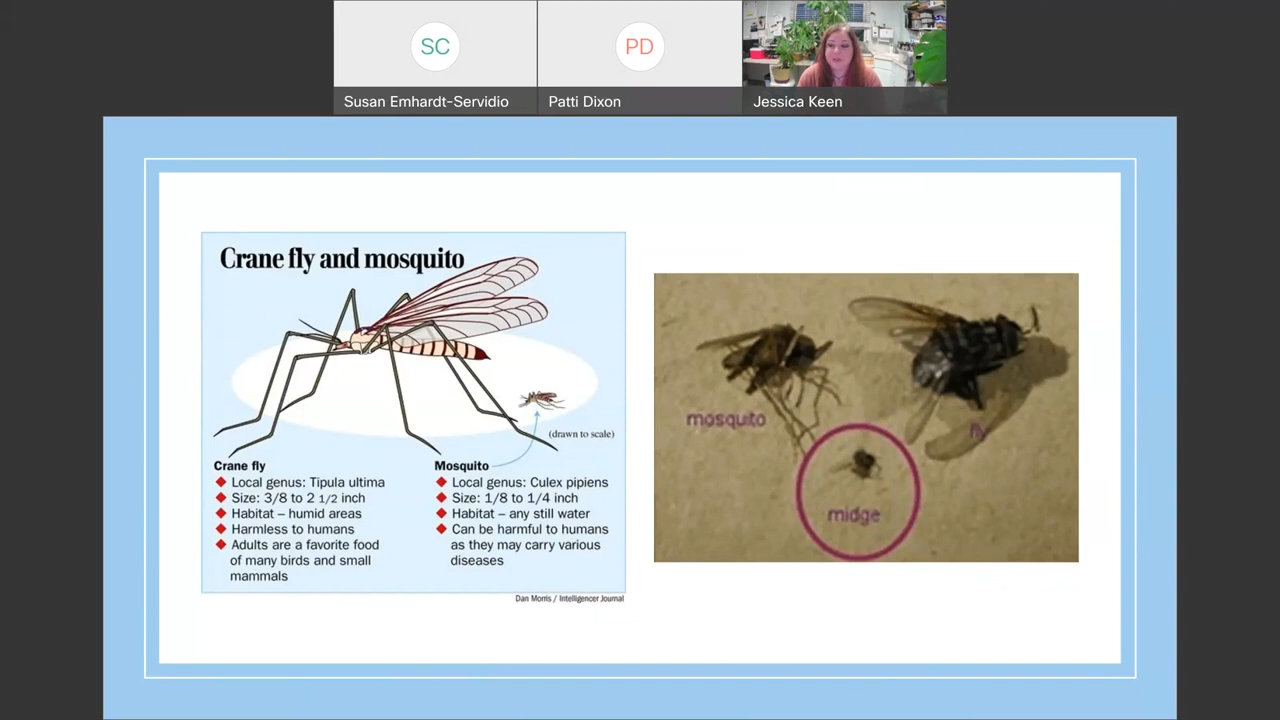 SC
PD
Susan Emhardt-Servidio
Patti Dixon
Jessica Keen
Crane fly and mosquito
(drawn to scale)
Crane fly
Local genus: Tipula ultima
Size: 3/8 to 2 1/2 inch
Habitat – humid areas
Harmless to humans
Adults are a favorite food
of many birds and small
mammals
Mosquito
Local genus: Culex pipiens
Size: 1/8 to 1/4 inch
Habitat – any still water
Can be harmful to humans
as they may carry various
diseases
Dan Morris / Intelligencer Journal
mosquito
fly
midge